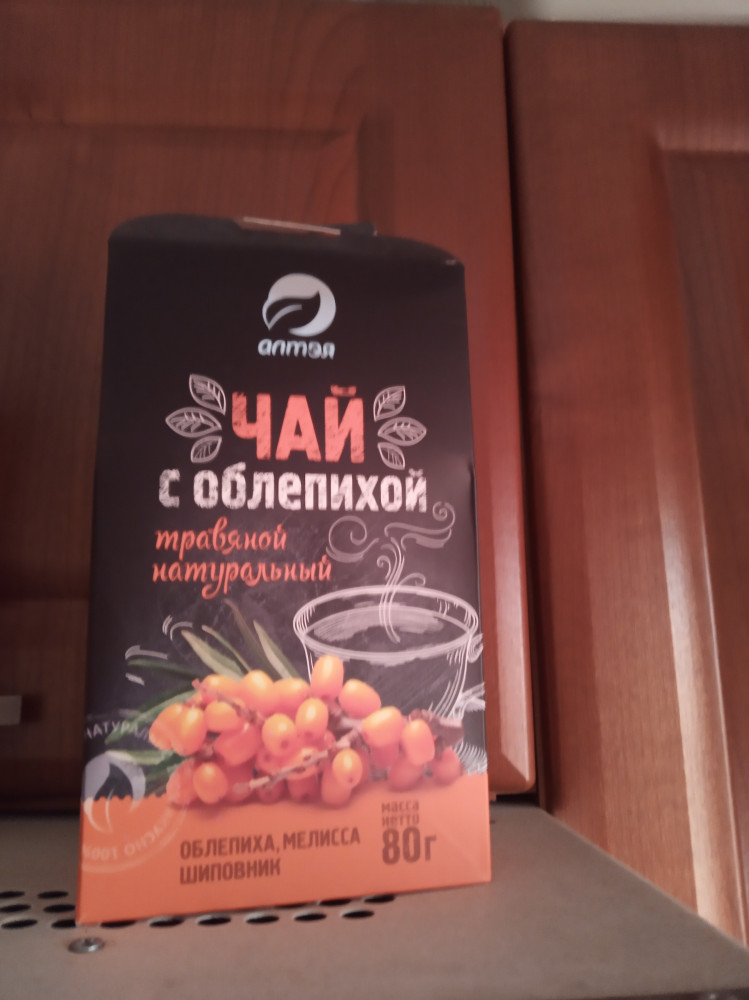 алтэя
ЧАЙ
с облепихой
травяной
натуральный
ОБЛЕПИХА, МЕЛИССА
ШИПОВНИК
масса
нетто
80г